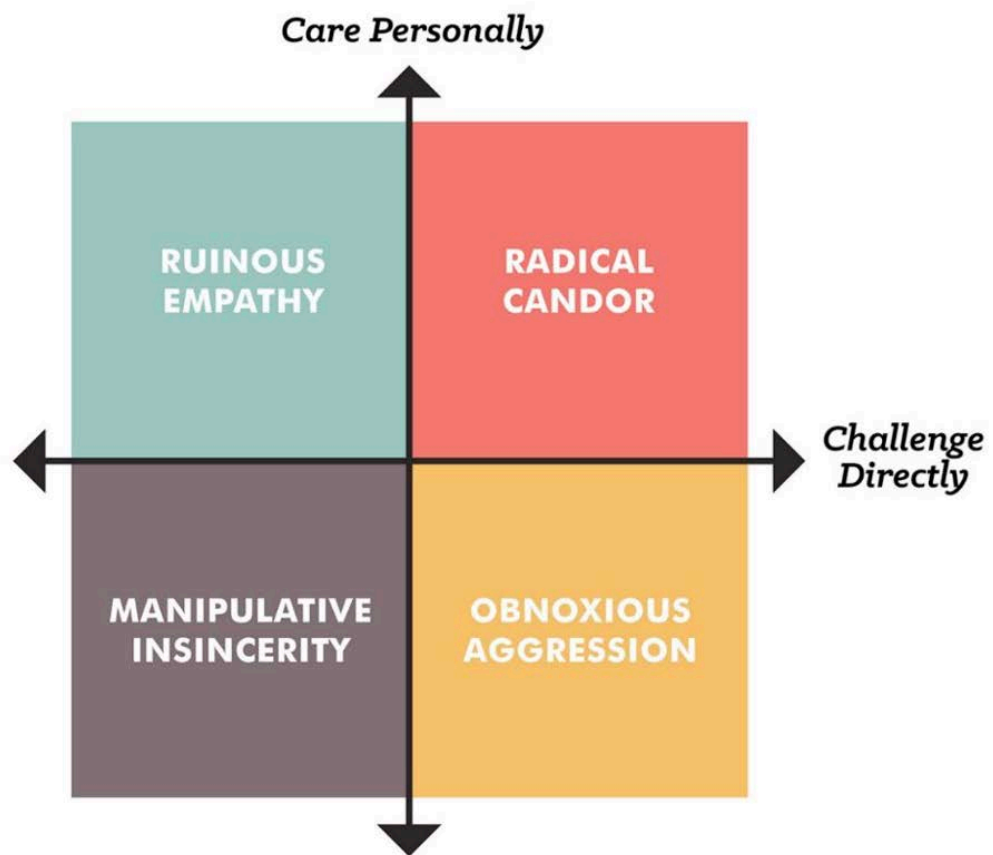 Care Personally
RUINOUS
EMPATHY
RADICAL
CANDOR
Challenge
Directly
MANIPULATIVE
INSINCERITY
OBNOXIOUS
AGGRESSION